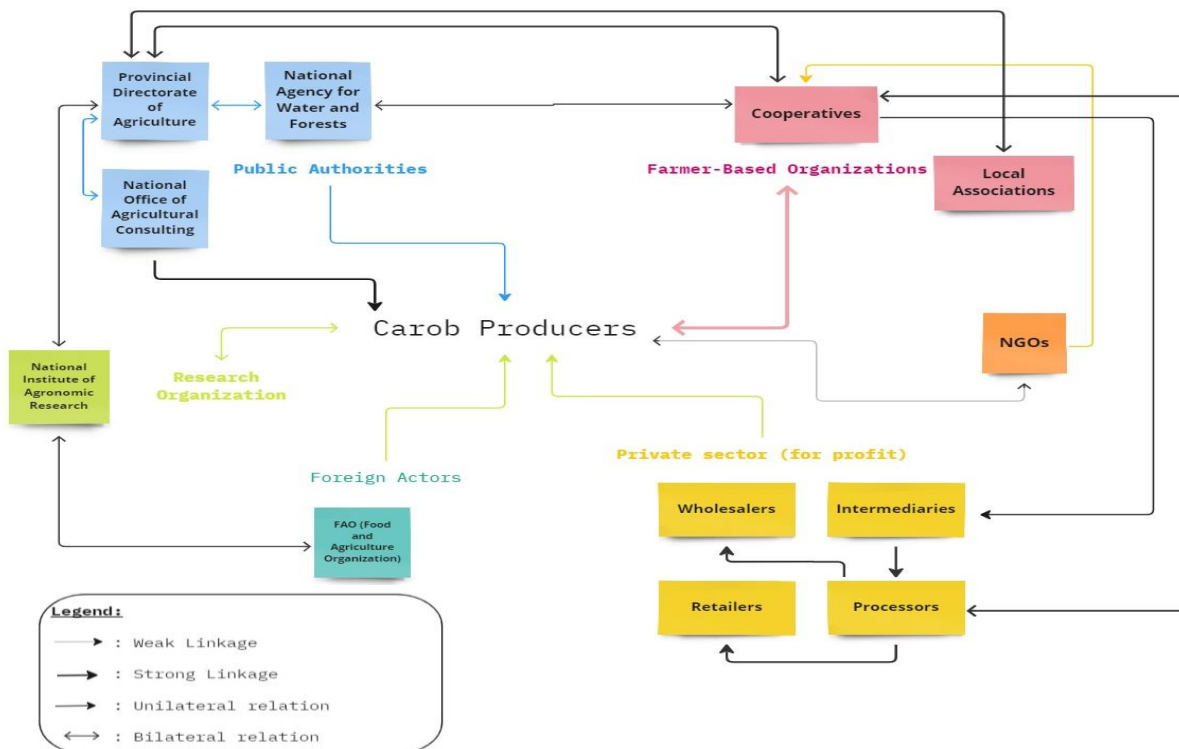 Provincial
Directorate
of
Agriculture
National
Agency for
Water and
Forests
Cooperatives
Public Authorities
Farmer-Based Organizations
Local
Associations
National
Office of
Agricultural
Consulting
Carob Producers
NGOs
National
Institute of
Agronomic
Research
Research
Organization
Foreign Actors
Private sector (for profit)
FAO (Food
and
Agriculture
Organization)
Wholesalers
Intermediaries
Retailers
Processors
Legend:
: Weak Linkage
: Strong Linkage
: Unilateral relation
: Bilateral relation